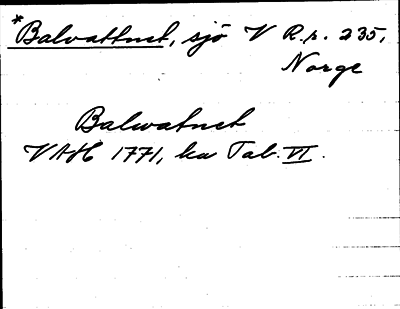 *Balvattnet, sjö V R.r. 235,
Norge
Balwatnet
VAH 1771, ka Tab. VI.